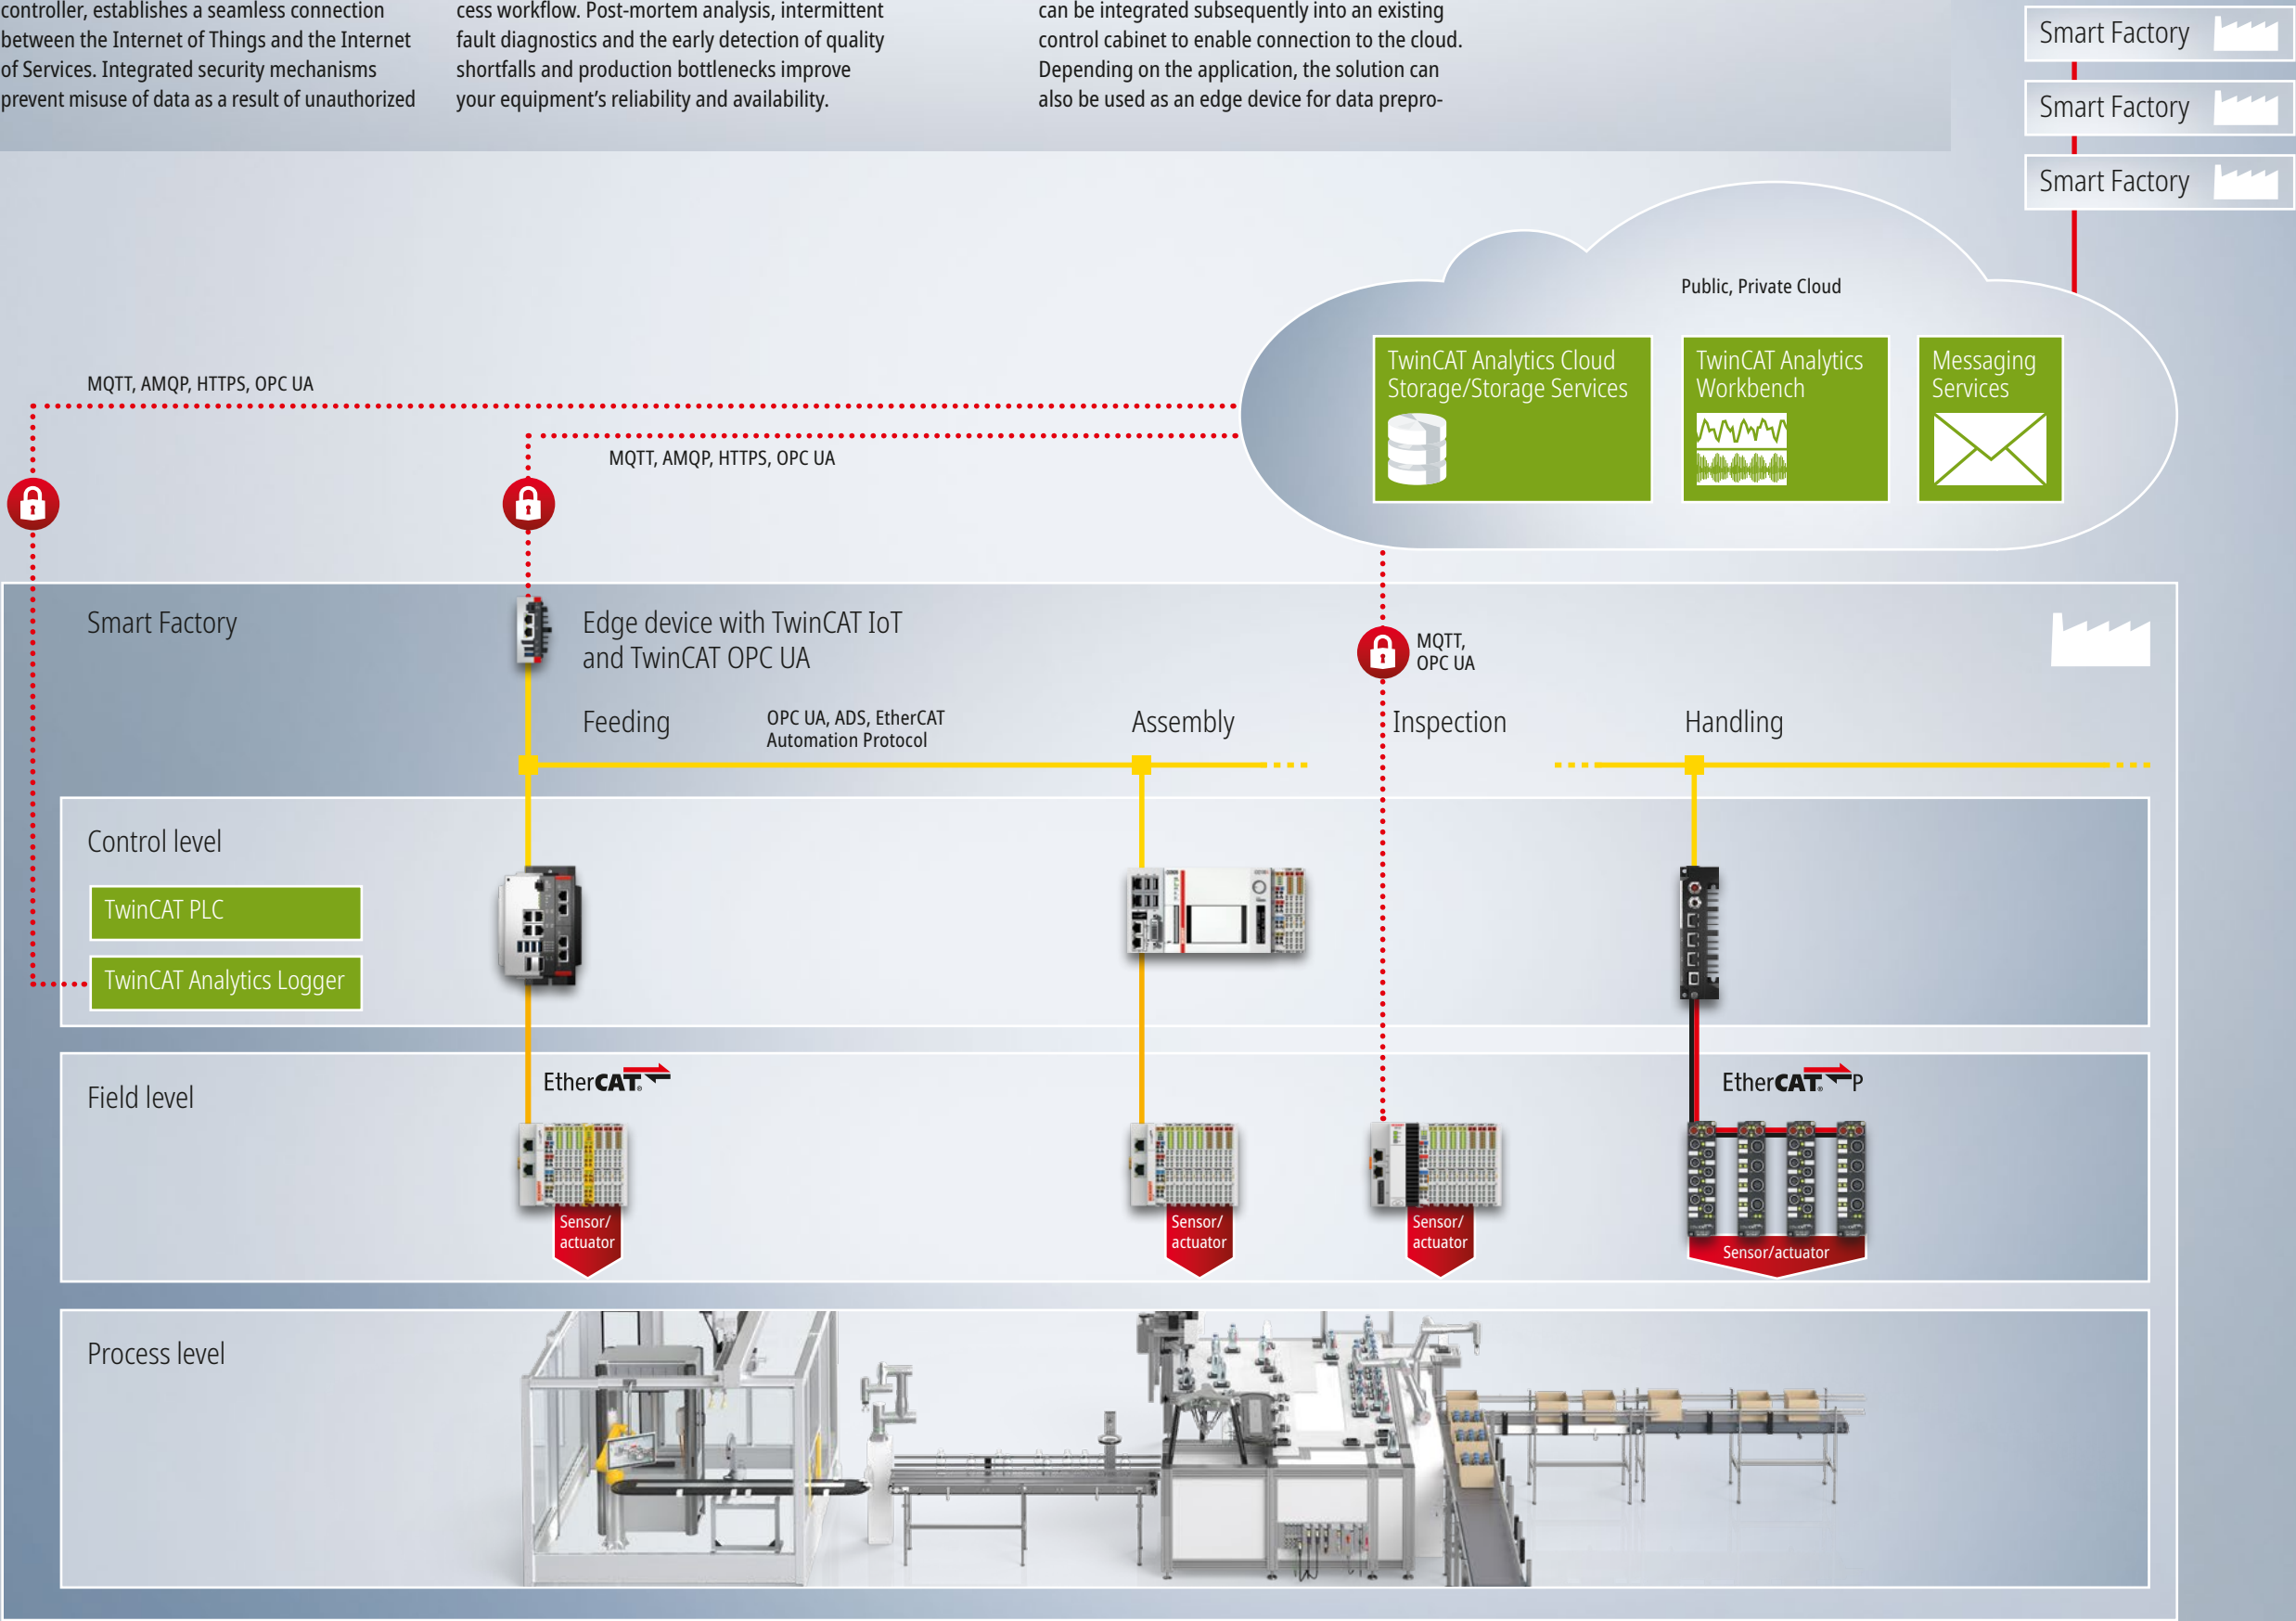 controller, establishes a seamless connection
between the Internet of Things and the Internet
of Services. Integrated security mechanisms
prevent misuse of data as a result of unauthorized
cess workflow. Post-mortem analysis, intermittent
fault diagnostics and the early detection of quality
shortfalls and production bottlenecks improve
your equipment's reliability and availability.
can be integrated subsequently into an existing
control cabinet to enable connection to the cloud.
Depending on the application, the solution can
also be used as an edge device for data prepro-
Smart Factory
Smart Factory
Smart Factory
Public, Private Cloud
TwinCAT Analytics Cloud
Storage/Storage Services
TwinCAT Analytics
Workbench
Messaging
Services
MQTT, AMQP, HTTPS, OPC UA
MQTT, AMQP, HTTPS, OPC UA
Smart Factory
Edge device with TwinCAT IoT
and TwinCAT OPC UA
MQTT,
OPC UA
Feeding
OPC UA, ADS, EtherCAT
Automation Protocol
Assembly
Inspection
Handling
Control level
TwinCAT PLC
TwinCAT Analytics Logger
Field level
EtherCAT®
EtherCAT® P
Sensor/
actuator
Sensor/
actuator
Sensor/
actuator
Sensor/actuator
Process level